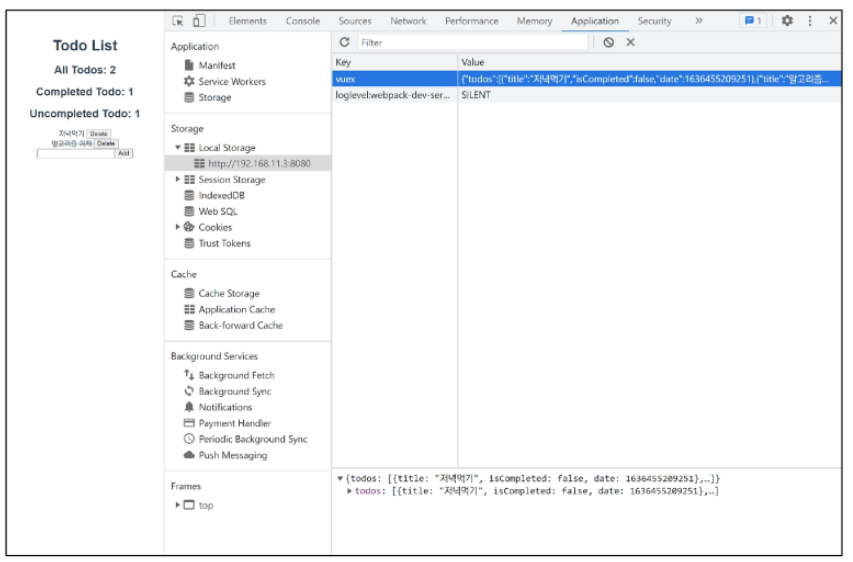 Todo List
All Todos: 2
Completed Todo: 1
Uncompleted Todo: 1
저녁먹기 Delete
알고리즘 과제 Delete
Add
Elements Console Sources Network Performance Memory Application Security » 1
Application
Manifest
Service Workers
Storage
Storage
Local Storage
http://192.168.11.3:8080
Session Storage
IndexedDB
Web SQL
Cookies
Trust Tokens
Cache
Cache Storage
Application Cache
Back-forward Cache
Background Services
Background Fetch
Background Sync
Notifications
Payment Handler
Periodic Background Sync
Push Messaging
Frames
top
Filter
Key Value
vuex {"todos":[{"title":"저녁먹기","isCompleted":false,"date":1636455209251},{"title":"알고리즘...
loglevel:webpack-dev-ser... SILENT
{todos: [{title: "저녁먹기", isCompleted: false, date: 1636455209251},…]}
todos: [{title: "저녁먹기", isCompleted: false, date: 1636455209251},…]